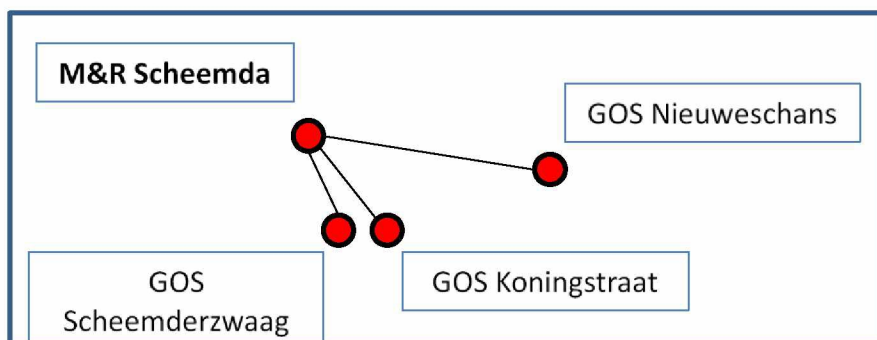 M&R Scheemda
GOS Nieuweschans
GOS
Scheemderzwaag
GOS Koningstraat